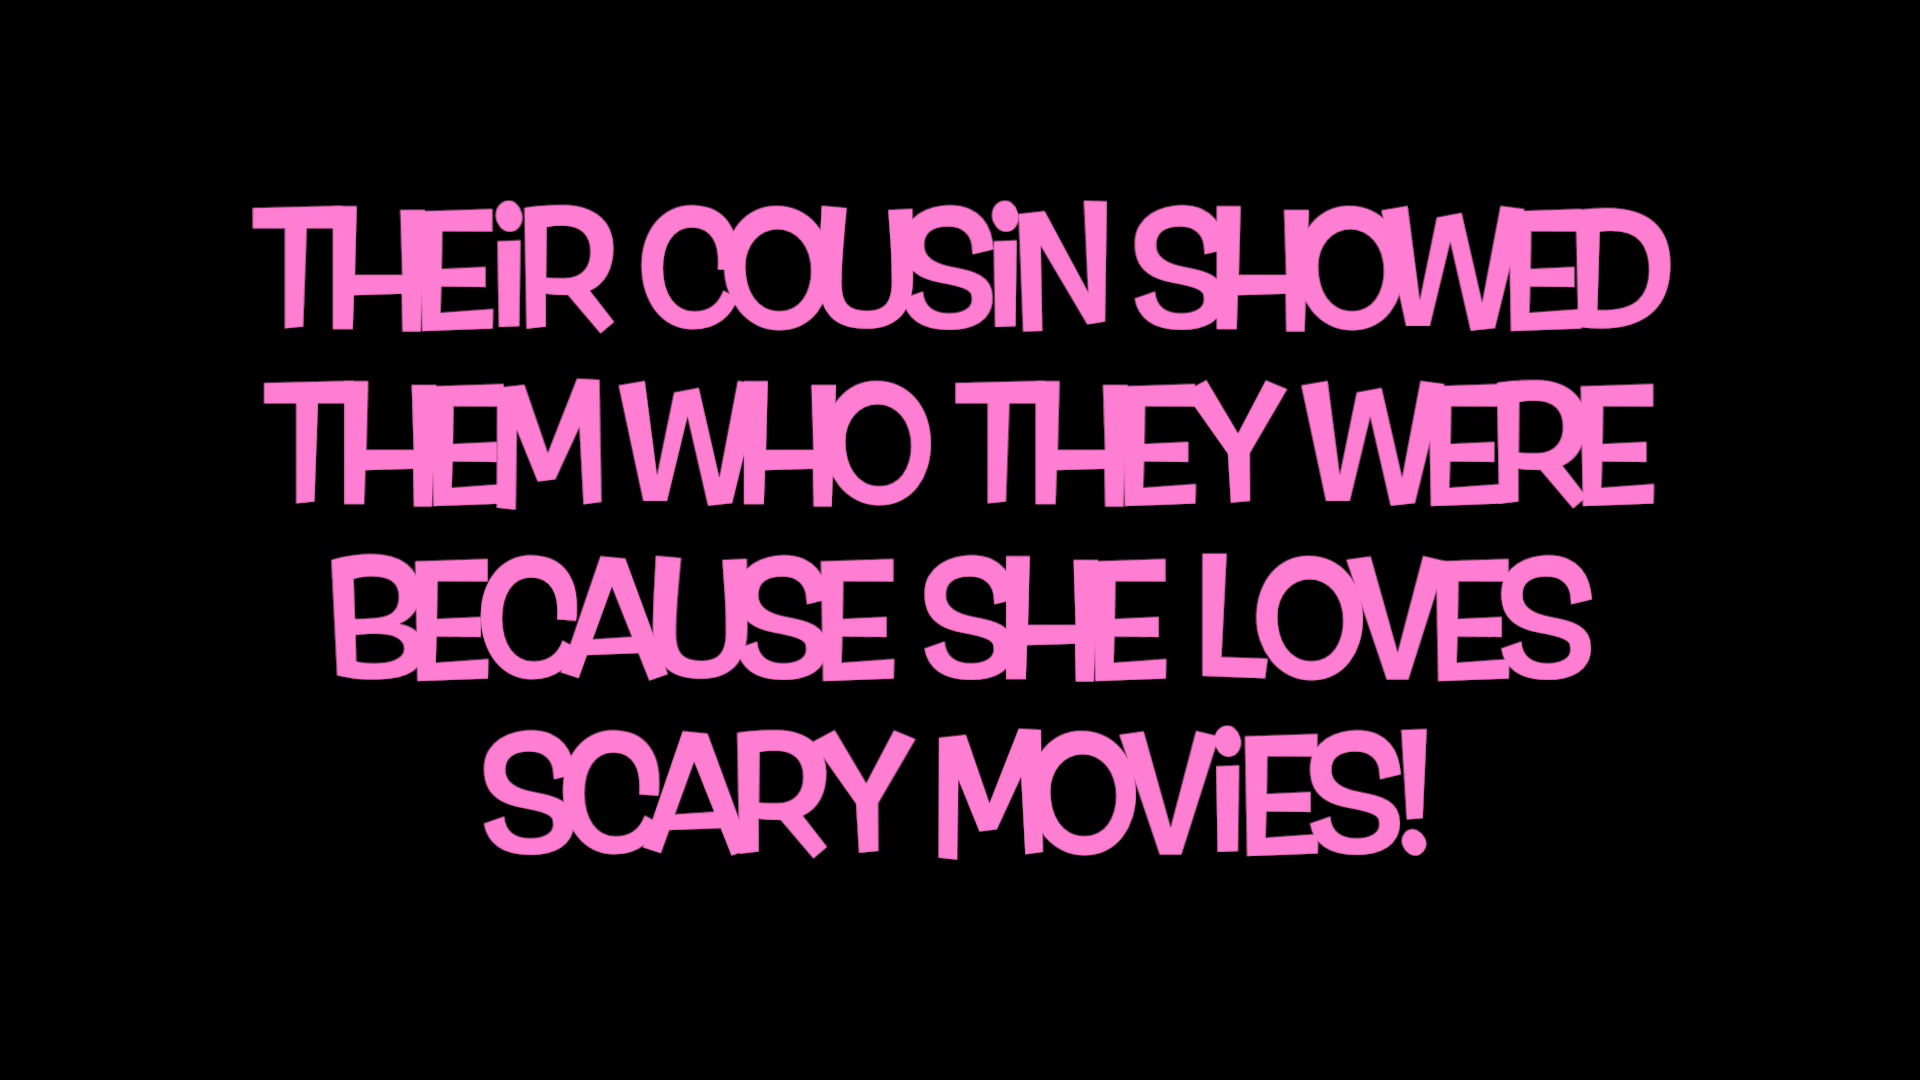 THEiR COUSiN SHOWED
THEM WHO THEY WERE
BECAUSE SHE LOVES
SCARY MOViES!